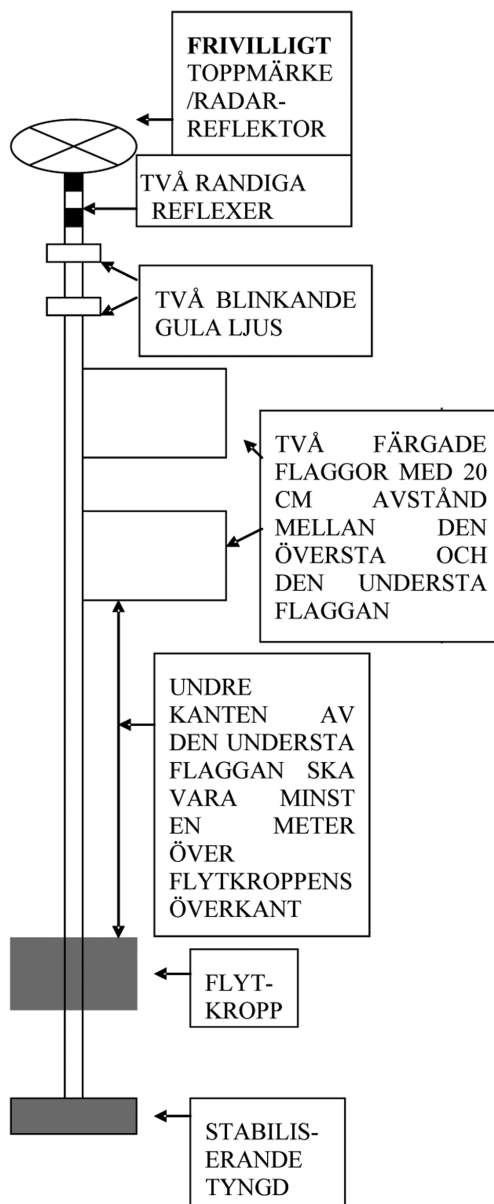 FRIVILLIGT
TOPPMÄRKE
/RADAR-
REFLEKTOR
TVÅ RANDIGA
REFLEXER
TVÅ BLINKANDE
GULA LJUS
TVÅ FÄRGADE
FLAGGOR MED 20
CM AVSTÅND
MELLAN DEN
ÖVERSTA OCH
DEN UNDERSTA
FLAGGAN
UNDRE
KANTEN AV
DEN UNDERSTA
FLAGGAN SKA
VARA MINST
EN METER
ÖVER
FLYTKROPPENS
ÖVERKANT
FLYT-
KROPP
STABILIS-
ERANDE
TYNGD